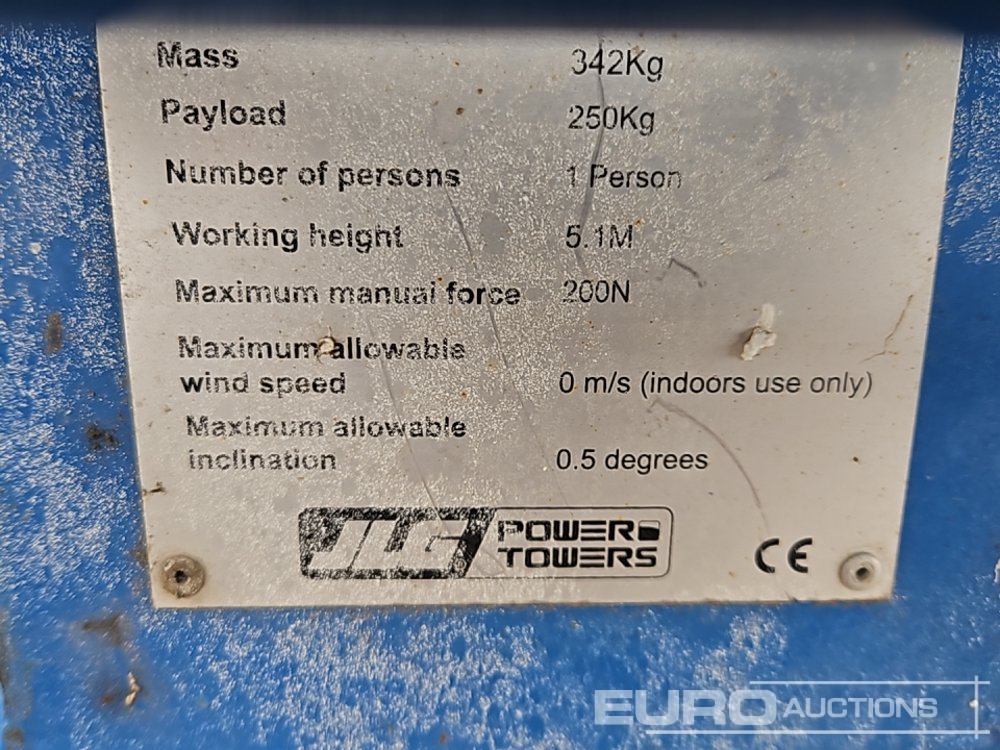 Mass 342Kg
Payload 250Kg
Number of persons 1 Person
Working height 5.1M
Maximum manual force 200N
Maximum allowable
wind speed 0 m/s (indoors use only)
Maximum allowable
inclination 0.5 degrees
JLG POWER
TOWERS
CE
EURO AUCTIONS